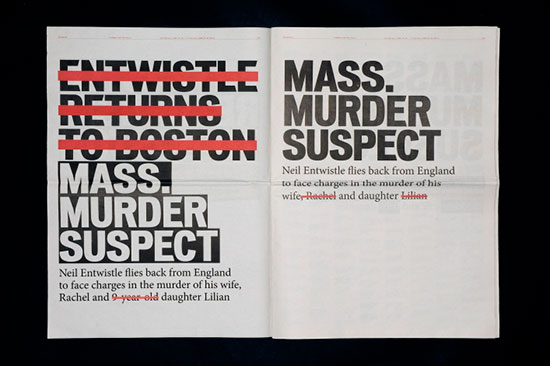 ENTWISTLE
RETURNS
TO BOSTON
MASS.
MURDER
SUSPECT
Neil Entwistle flies back from England
to face charges in the murder of his wife,
Rachel and 9-year-old daughter Lilian
MASS.
MURDER
SUSPECT
Neil Entwistle flies back from England
to face charges in the murder of his
wife, Rachel and daughter Lilian